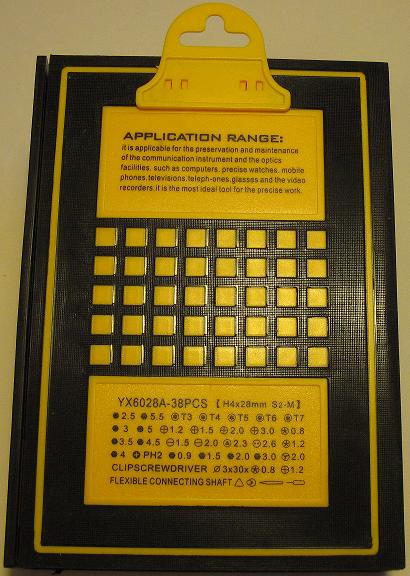 APPLICATION RANGE:
it is applicable for the preservation and maintenance
of the communication instrument and the optics
facilities, such as computers, precise watches, mobile
phones.televisions.teleph-ones.glasses and the video
recorders.it is the most ideal tool for the precise work.
YX6028A-38PCS 【H4x28mm S2-M】
2.5 5.5 T3 T4 T5 T6 T7
3 5 1.2 1.5 2.0 3.0 0.8
3.5 4.5 1.5 2.0 2.3 2.6 1.2
4 PH2 0.9 1.5 2.0 3.0 2.0
CLIPSCREWDRIVER Ø3x30x 0.8 1.2
FLEXIBLE CONNECTING SHAFT